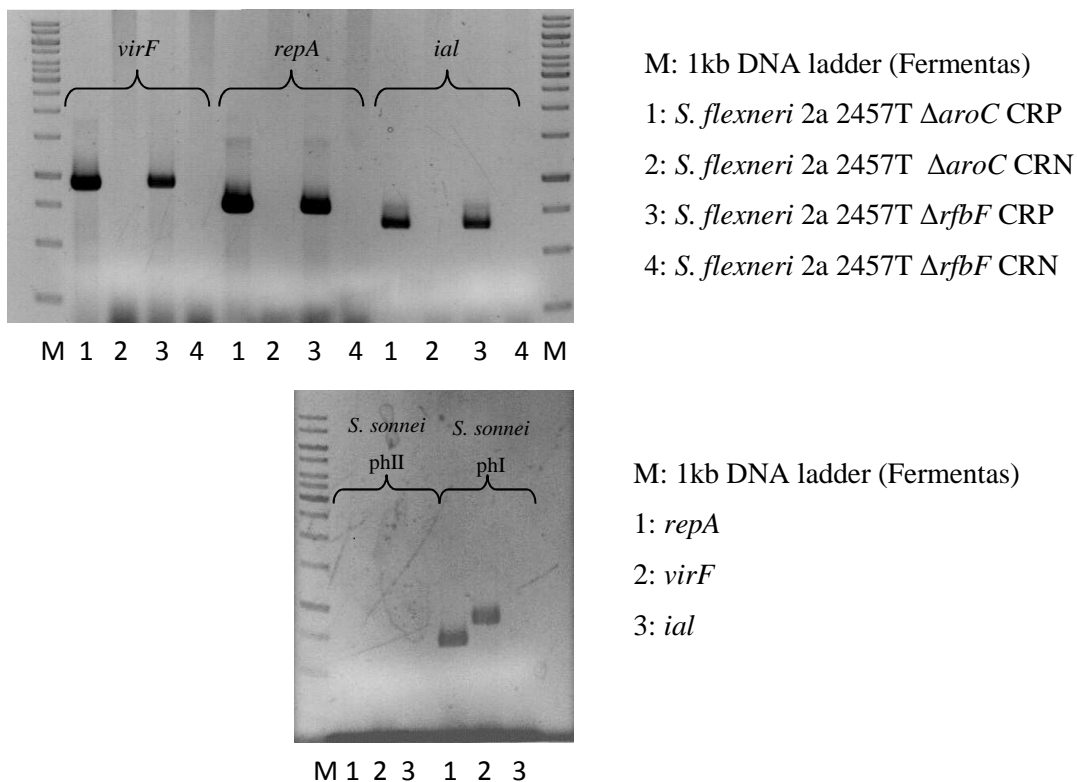 virF repA ial
M: 1kb DNA ladder (Fermentas)
1: S. flexneri 2a 2457T ΔaroC CRP
2: S. flexneri 2a 2457T ΔaroC CRN
3: S. flexneri 2a 2457T ΔrfbF CRP
4: S. flexneri 2a 2457T ΔrfbF CRN
M 1 2 3 4 1 2 3 4 1 2 3 4 M
S. sonnei S. sonnei
phII phI
M: 1kb DNA ladder (Fermentas)
1: repA
2: virF
3: ial
M 1 2 3 1 2 3